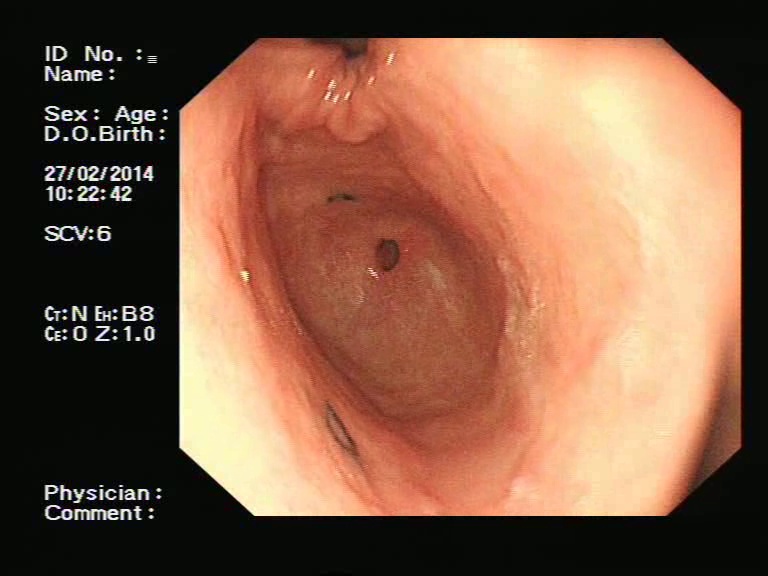 ID No. :
Name:
Sex: Age:
D.O.Birth:
27/02/2014
10:22:42
SCV:6
CT:N EH:B8
CE:0 Z:1.0
Physician:
Comment: